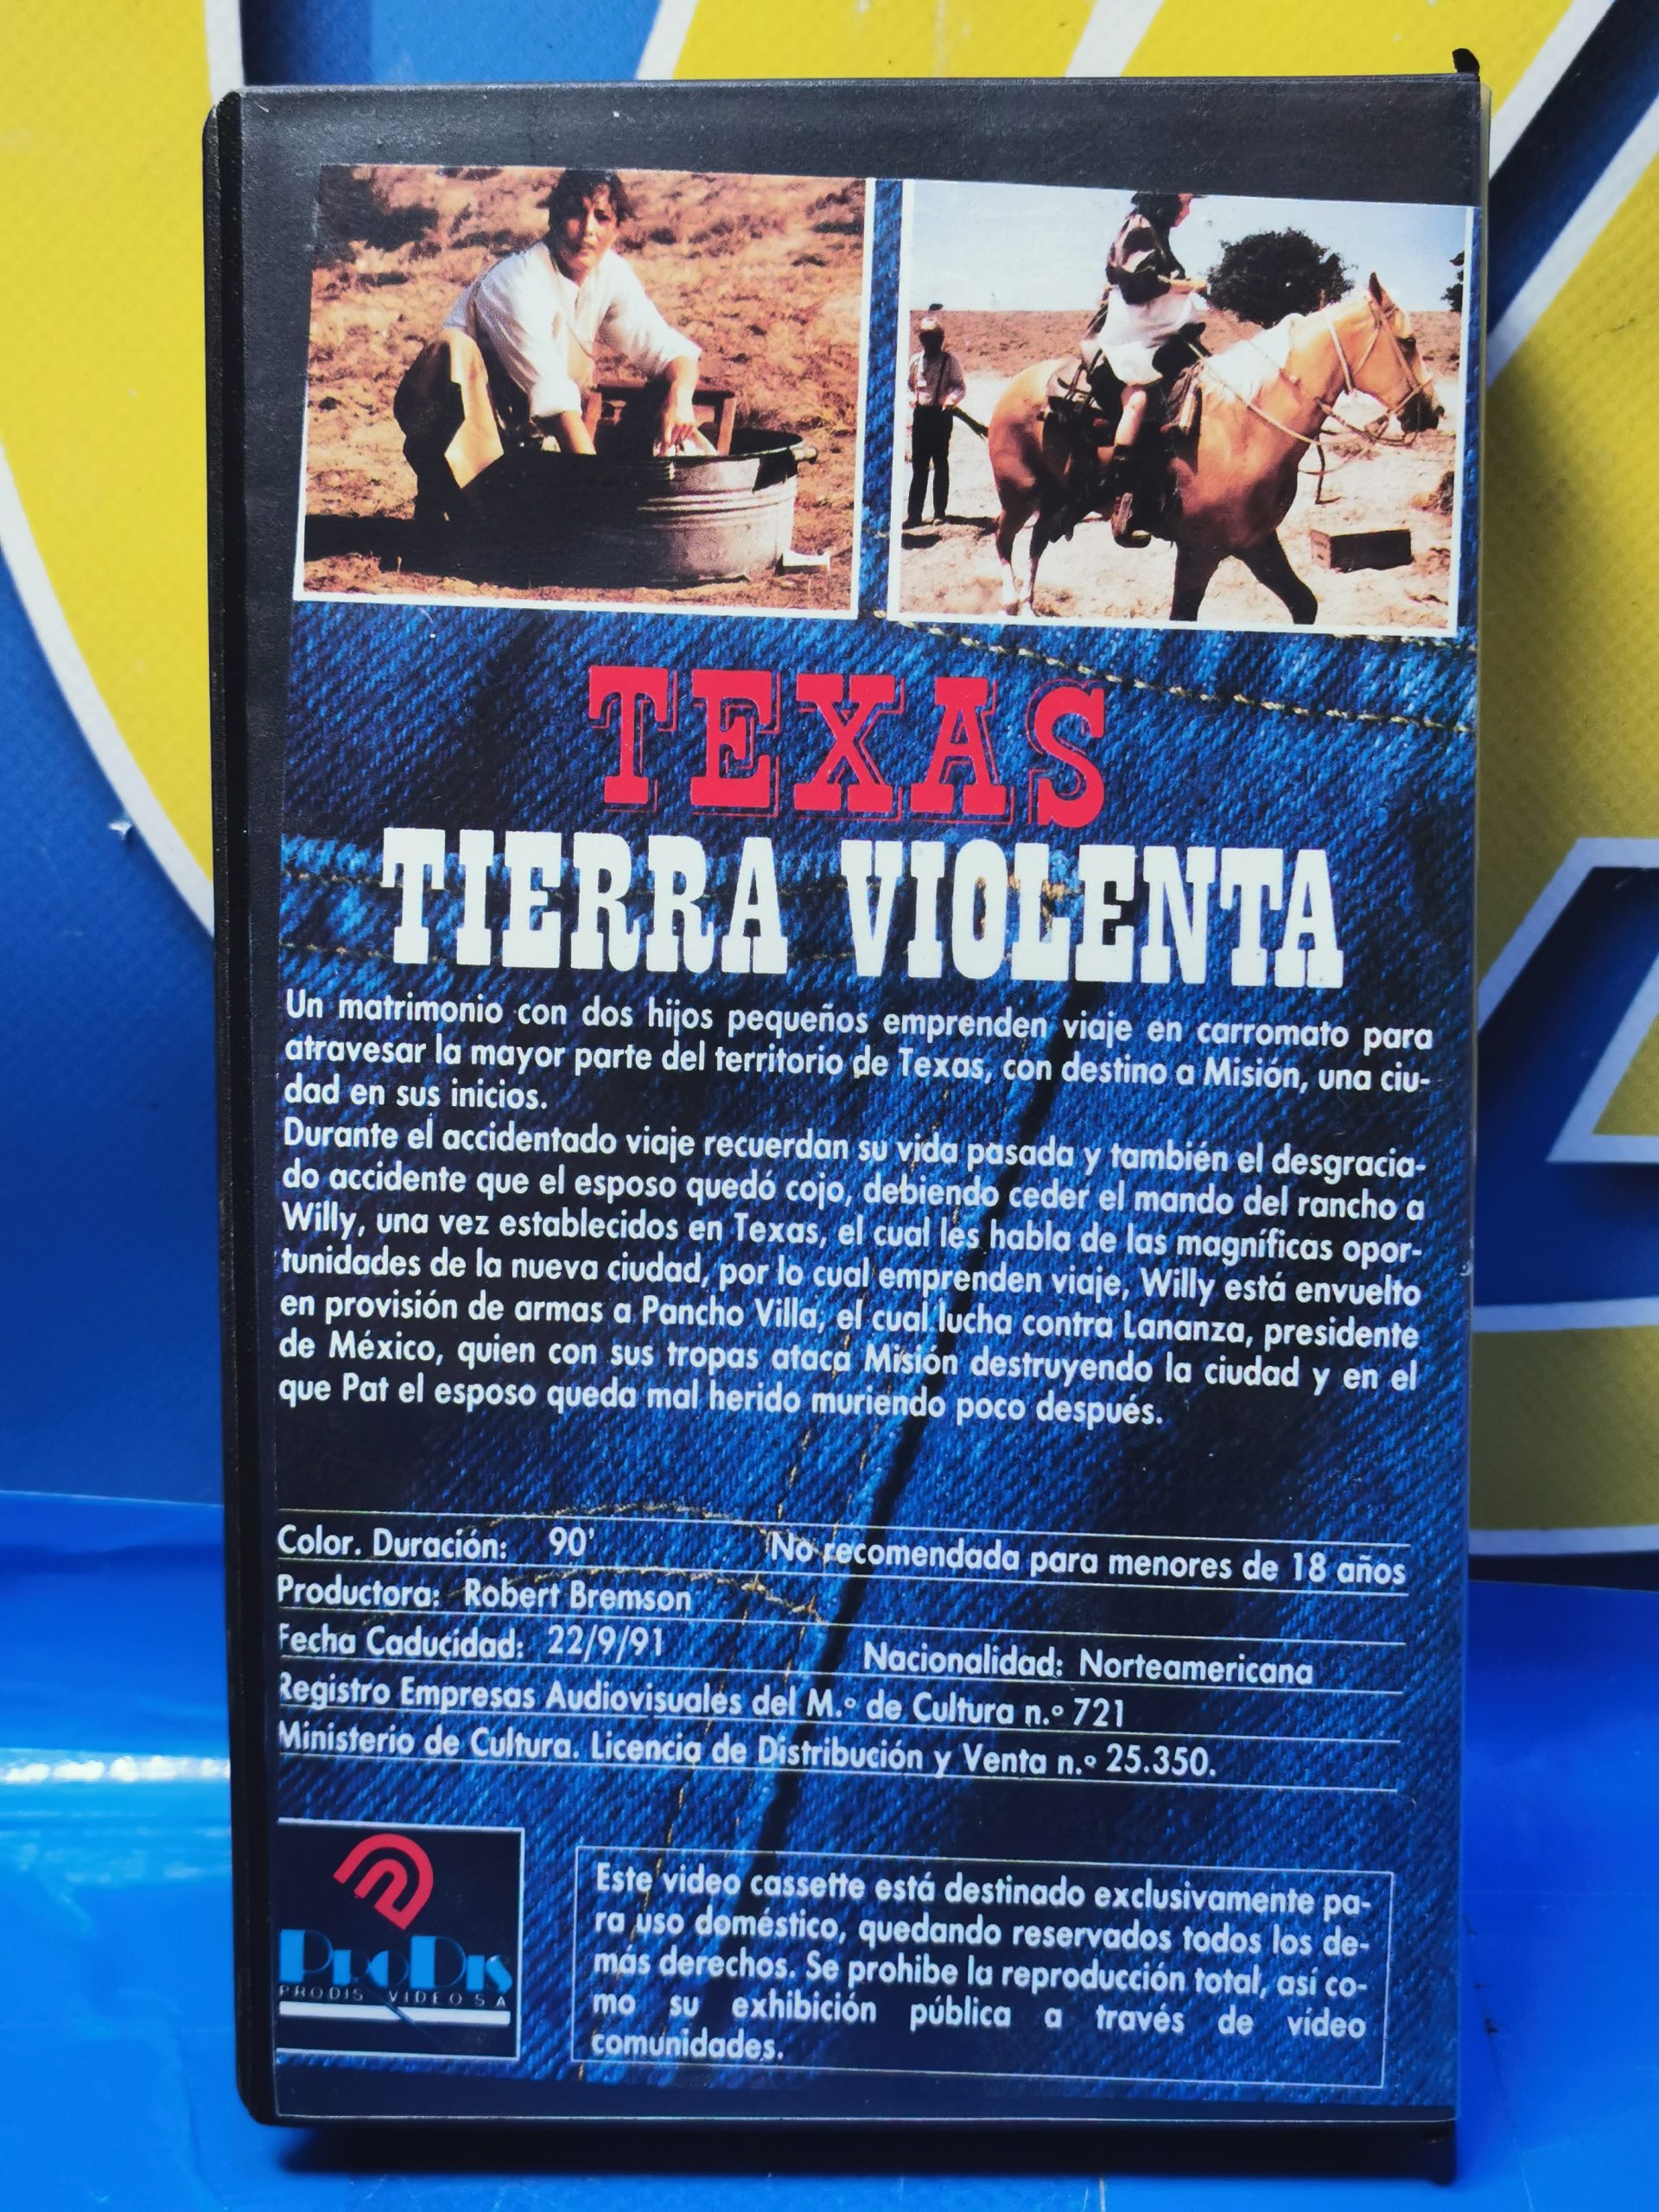 TEXAS
TIERRA VIOLENTA
Un matrimonio con dos hijos pequeños emprenden viaje en carromato para
atravesar la mayor parte del territorio de Texas, con destino a Misión, una ciu-
dad en sus inicios.
Durante el accidentado viaje recuerdan su vida pasada y también el desgracia-
do accidente que el esposo quedó cojo, debiendo ceder el mando del rancho a
Willy, una vez establecidos en Texas, el cual les habla de las magníficas opor-
tunidades de la nueva ciudad, por lo cual emprenden viaje, Willy está envuelto
en provisión de armas a Pancho Villa, el cual lucha contra Lananza, presidente
de México, quien con sus tropas ataca Misión destruyendo la ciudad y en el
que Pat el esposo queda mal herido muriendo poco después.
Color. Duración: 90' No recomendada para menores de 18 años
Productora: Robert Bremson
Fecha Caducidad: 22/9/91 Nacionalidad: Norteamericana
Registro Empresas Audiovisuales del M.º de Cultura n.º 721
Ministerio de Cultura. Licencia de Distribución y Venta n.º 25.350.
PRODIS
PRODIS VIDEO S A
Este video cassette está destinado exclusivamente pa-
ra uso doméstico, quedando reservados todos los de-
más derechos. Se prohibe la reproducción total, así co-
mo su exhibición pública a través de vídeo
comunidades.